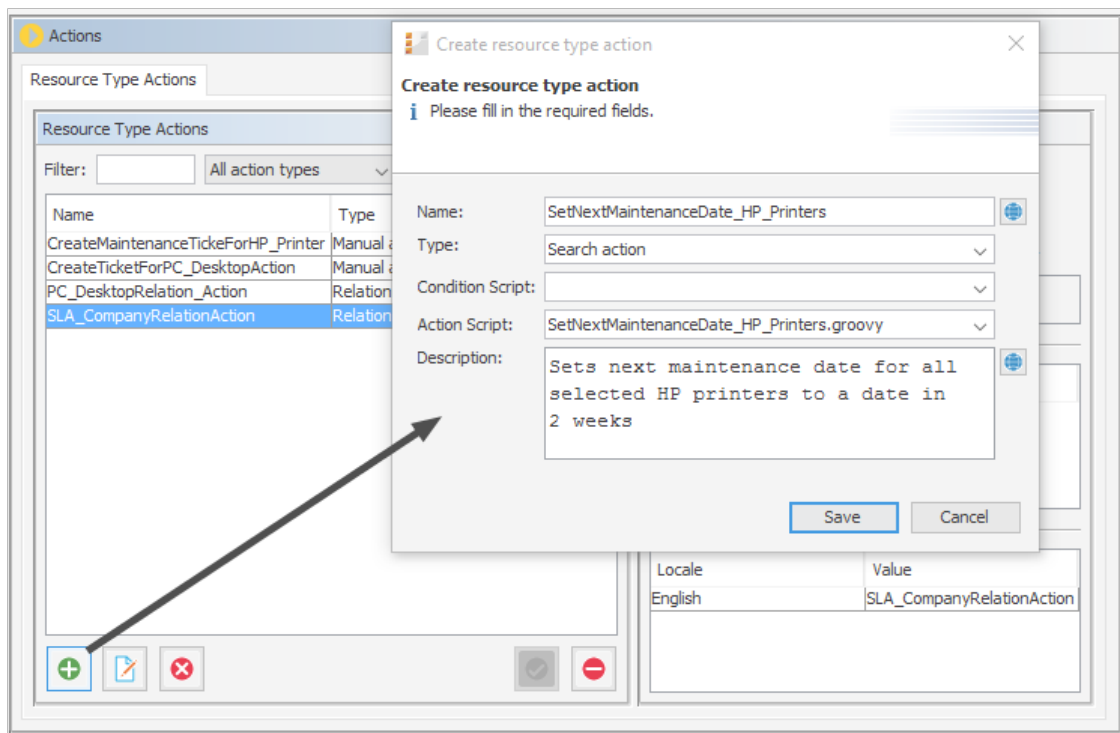 Actions
Resource Type Actions
Resource Type Actions
Filter:
All action types
Name Type
CreateMaintenanceTickeForHP_Printer Manual
CreateTicketForPC_DesktopAction Manual
PC_DesktopRelation_Action Relation
SLA_CompanyRelationAction Relation
Create resource type action
Create resource type action
Please fill in the required fields.
Name: SetNextMaintenanceDate_HP_Printers
Type: Search action
Condition Script:
Action Script: SetNextMaintenanceDate_HP_Printers.groovy
Description: Sets next maintenance date for all
selected HP printers to a date in
2 weeks
Save Cancel
Locale Value
English SLA_CompanyRelationAction